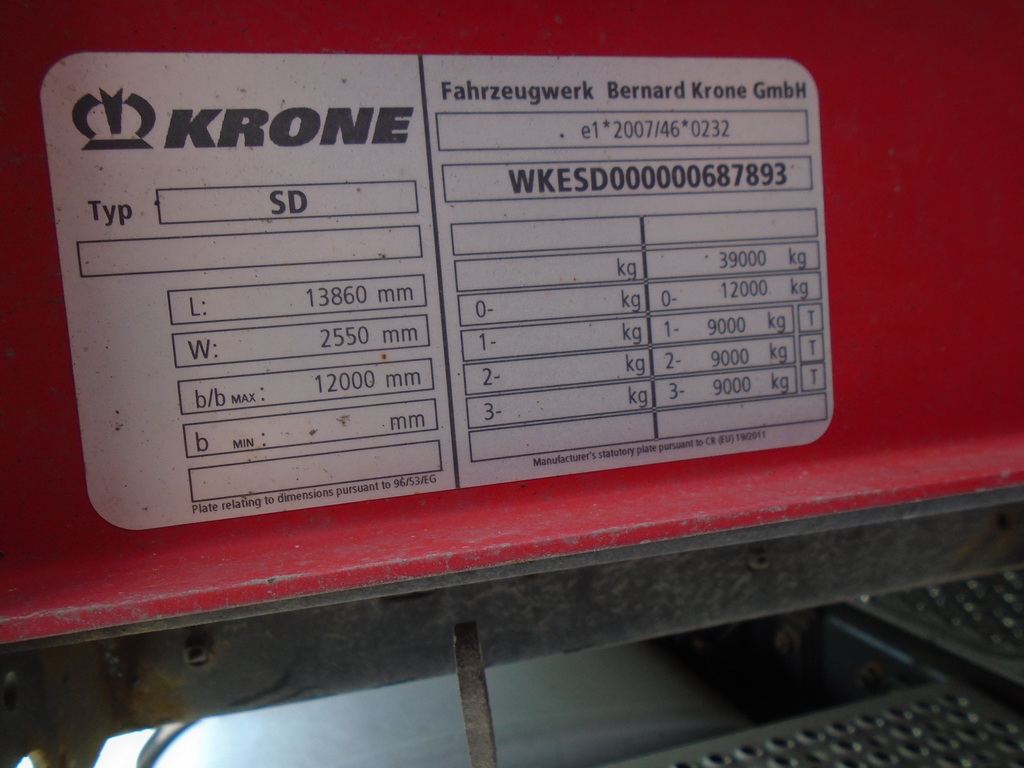 KRONE
Typ SD
L: 13860 mm
W: 2550 mm
b/b MAX: 12000 mm
b MIN: mm
Plate relating to dimensions pursuant to 96/53/EG
Fahrzeugwerk Bernard Krone GmbH
e1*2007/46*0232
WKESD000000687893
kg 39000 kg
0- kg 0- 12000 kg
1- kg 1- 9000 kg T
2- kg 2- 9000 kg T
3- kg 3- 9000 kg T
Manufacturer's statutory plate pursuant to CR (EU) 19/2011